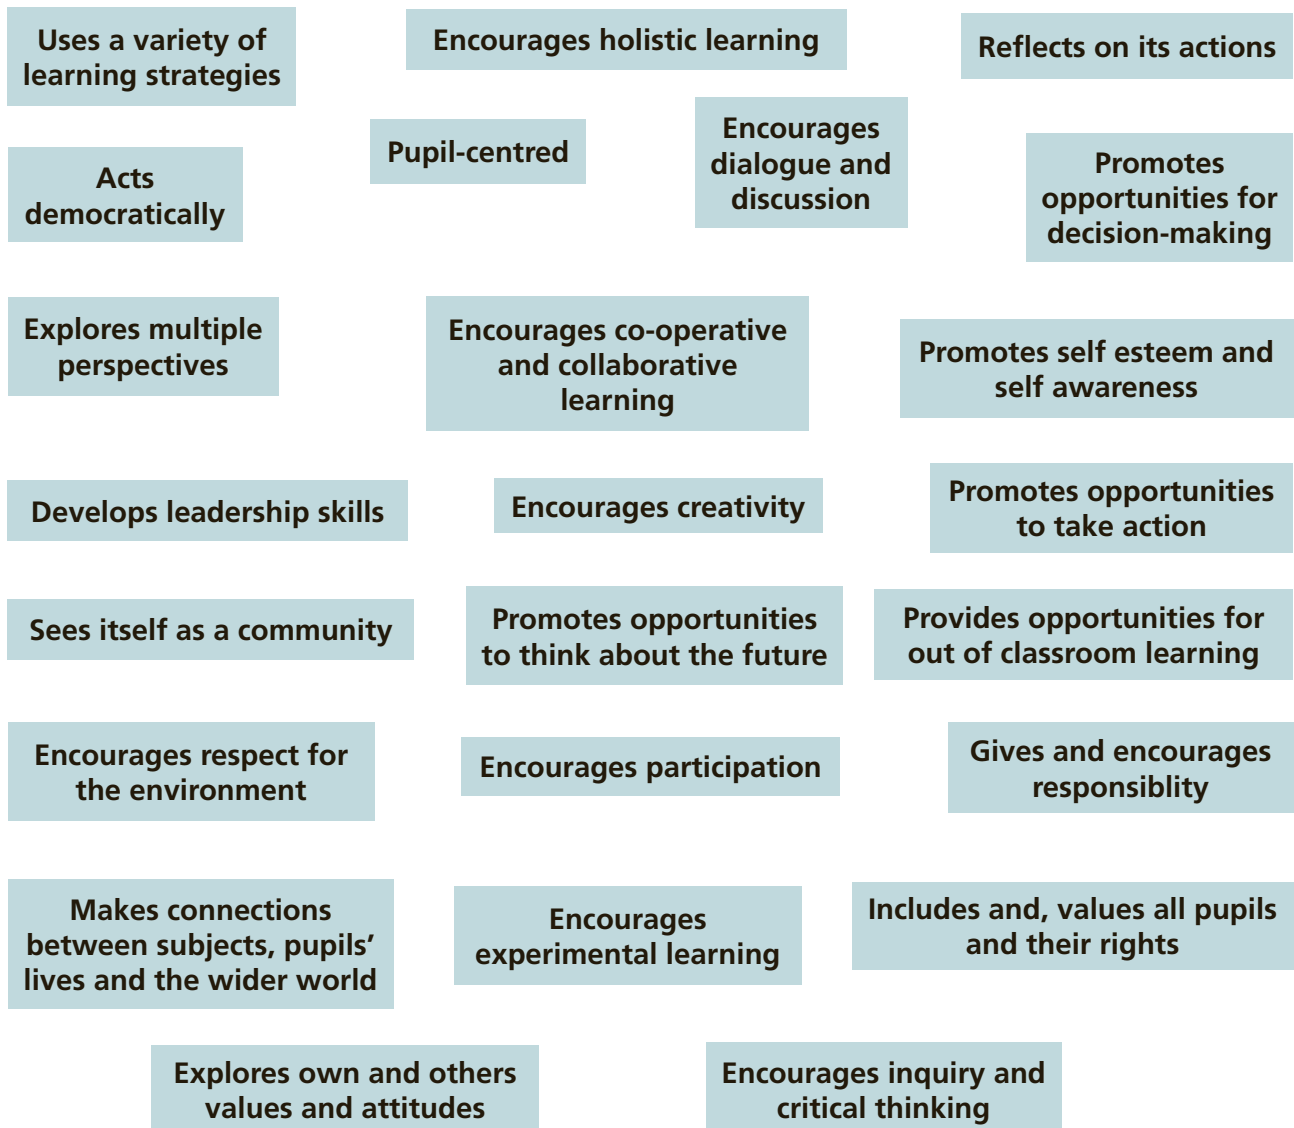 Uses a variety of
learning strategies
Encourages holistic learning
Reflects on its actions
Acts
democratically
Pupil-centred
Encourages
dialogue and
discussion
Promotes
opportunities for
decision-making
Explores multiple
perspectives
Encourages co-operative
and collaborative
learning
Promotes self esteem and
self awareness
Develops leadership skills
Encourages creativity
Promotes opportunities
to take action
Sees itself as a community
Promotes opportunities
to think about the future
Provides opportunities for
out of classroom learning
Encourages respect for
the environment
Encourages participation
Gives and encourages
responsiblity
Makes connections
between subjects, pupils’
lives and the wider world
Encourages
experimental learning
Includes and, values all pupils
and their rights
Explores own and others
values and attitudes
Encourages inquiry and
critical thinking